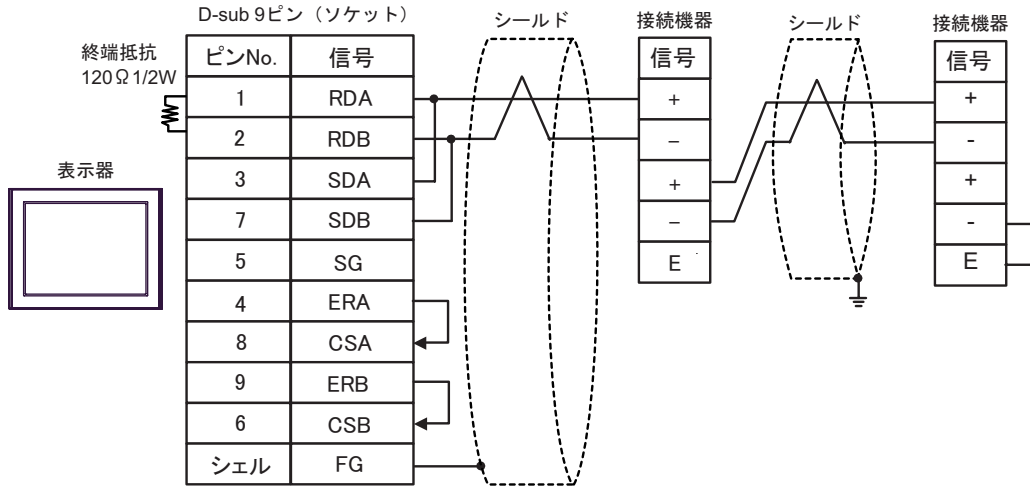 D-sub 9ピン（ソケット）
シールド
接続機器
シールド
接続機器
終端抵抗
120Ω1/2W
表示器
ピンNo. 信号
1 RDA
2 RDB
3 SDA
7 SDB
5 SG
4 ERA
8 CSA
9 ERB
6 CSB
シェル FG
信号
+
−
+
−
E
信号
+
-
+
-
E